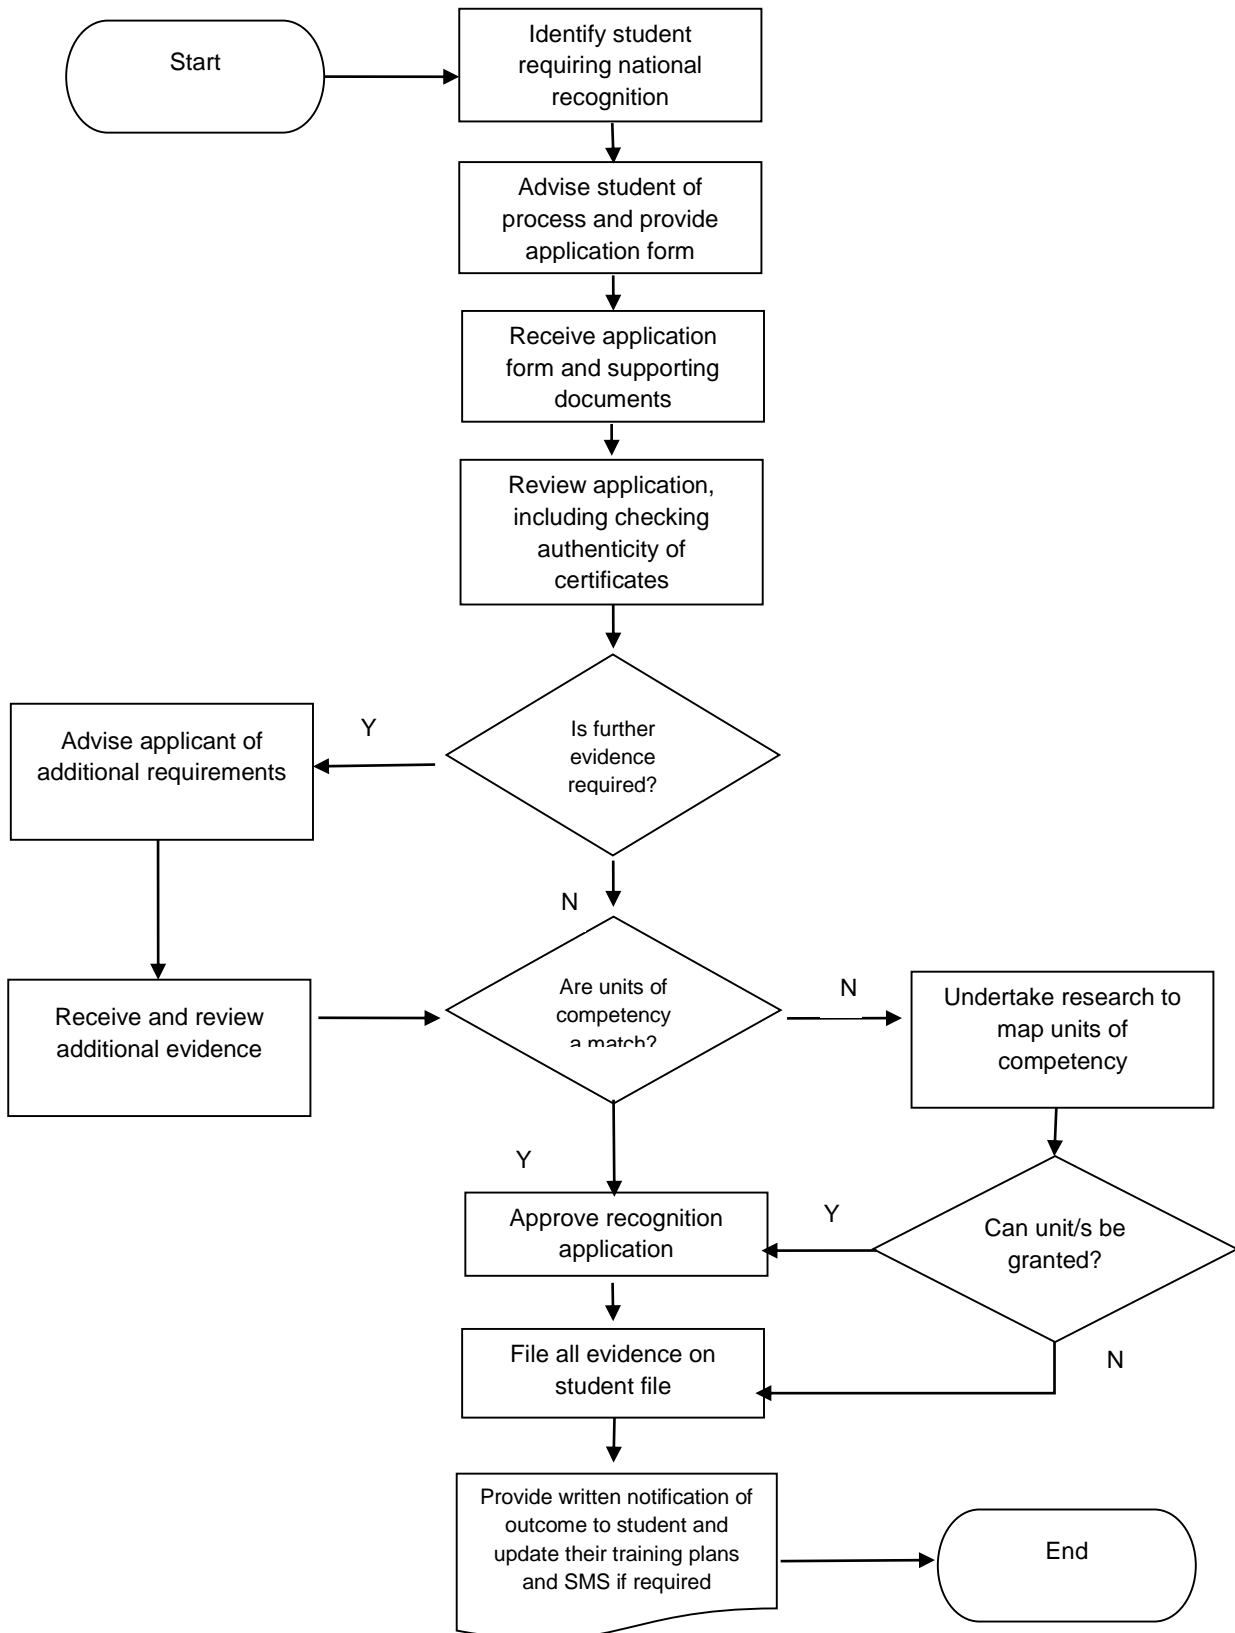 Start
Identify student
requiring national
recognition
Advise student of
process and provide
application form
Receive application
form and supporting
documents
Review application,
including checking
authenticity of
certificates
Is further
evidence
required?
Y
Advise applicant of
additional requirements
N
Receive and review
additional evidence
Are units of
competency
a match?
N
Undertake research to
map units of
competency
Y
Approve recognition
application
Y
Can unit/s be
granted?
N
File all evidence on
student file
Provide written notification of
outcome to student and
update their training plans
and SMS if required
End